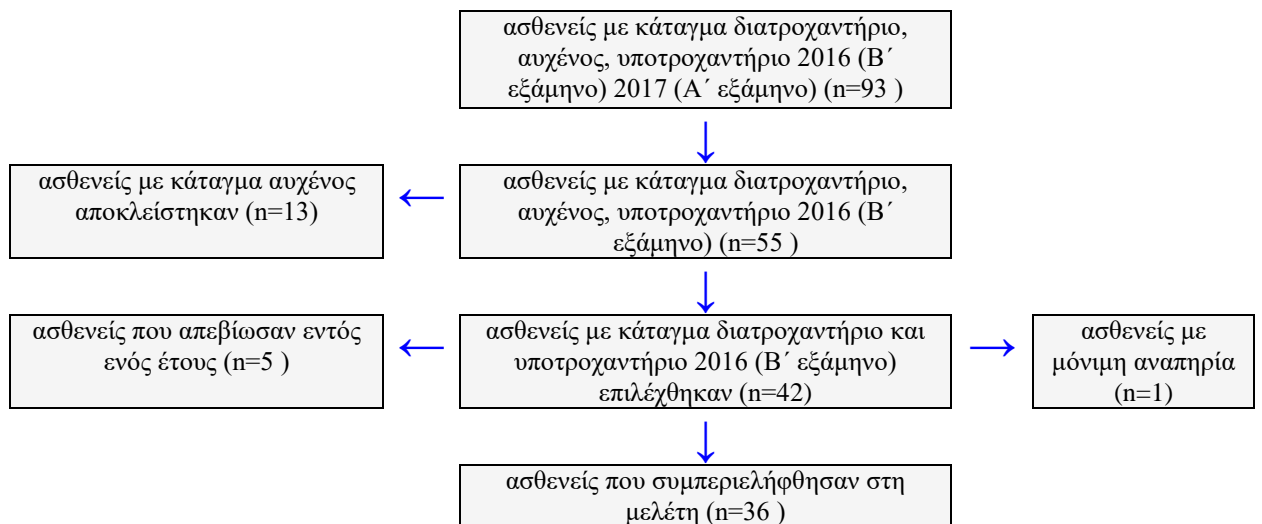 ασθενείς με κάταγμα διατροχαντήριο,
αυχένος, υποτροχαντήριο 2016 (Β΄
εξάμηνο) 2017 (Α΄ εξάμηνο) (n=93 )
ασθενείς με κάταγμα αυχένος
αποκλείστηκαν (n=13)
ασθενείς με κάταγμα διατροχαντήριο,
αυχένος, υποτροχαντήριο 2016 (Β΄
εξάμηνο) (n=55 )
ασθενείς που απεβίωσαν εντός
ενός έτους (n=5 )
ασθενείς με κάταγμα διατροχαντήριο και
υποτροχαντήριο 2016 (Β΄ εξάμηνο)
επιλέχθηκαν (n=42)
ασθενείς με
μόνιμη αναπηρία
(n=1)
ασθενείς που συμπεριελήφθησαν στη
μελέτη (n=36 )